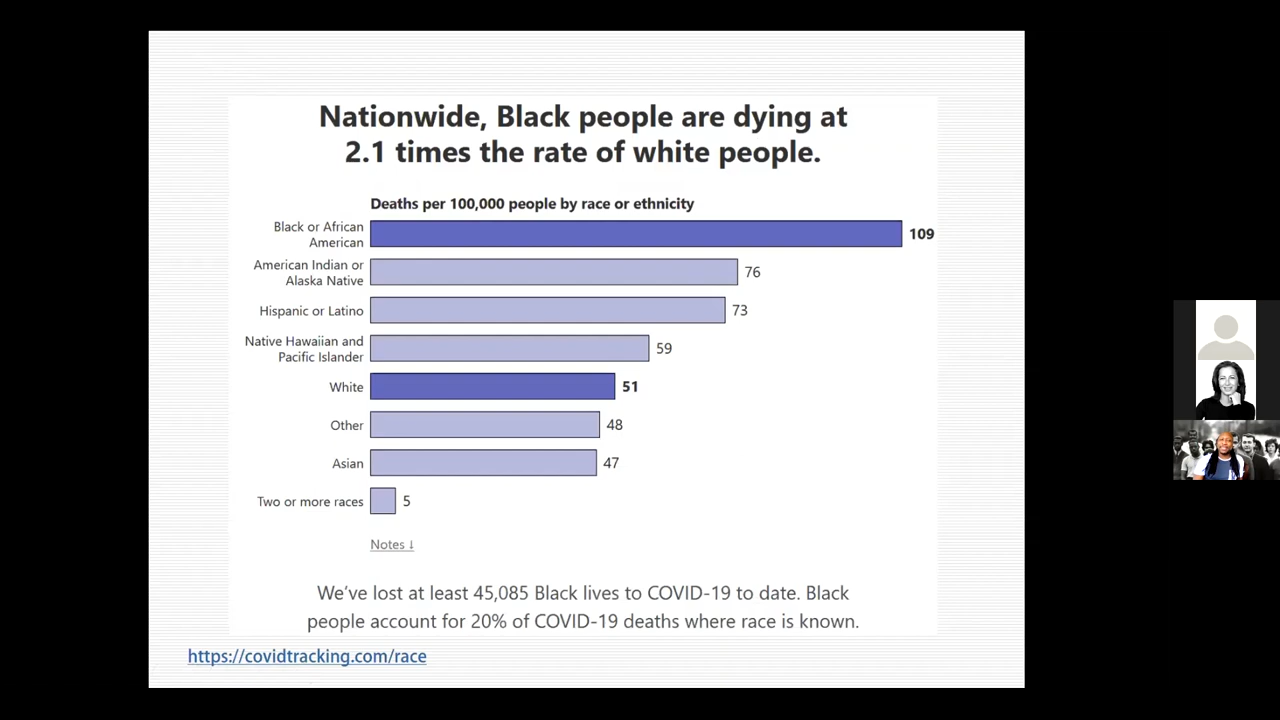 Nationwide, Black people are dying at
2.1 times the rate of white people.
Deaths per 100,000 people by race or ethnicity
Black or African
American
109
American Indian or
Alaska Native
76
Hispanic or Latino
73
Native Hawaiian and
Pacific Islander
59
White
51
Other
48
Asian
47
Two or more races
5
Notes ↓
We’ve lost at least 45,085 Black lives to COVID-19 to date. Black
people account for 20% of COVID-19 deaths where race is known.
https://covidtracking.com/race